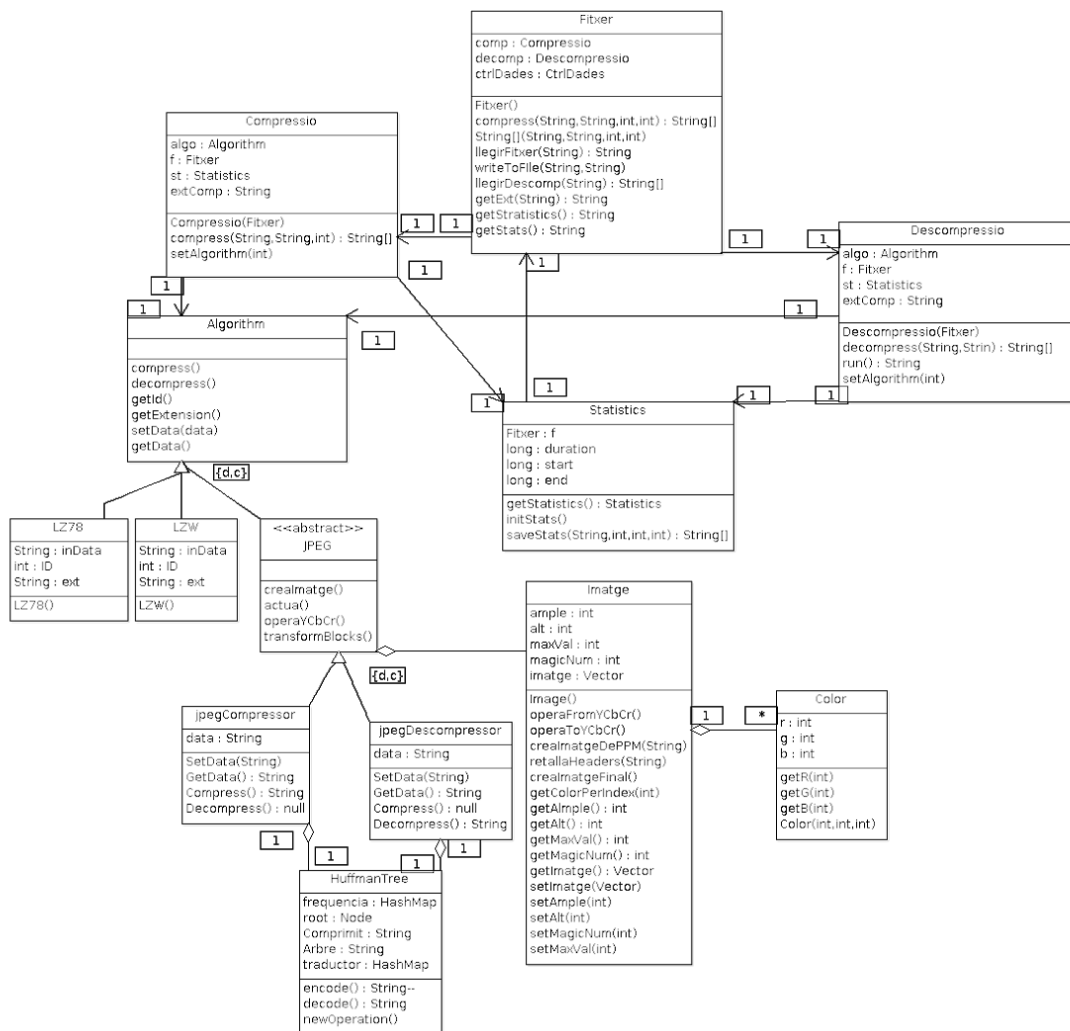 Fitxer
comp : Compressio
decomp : Descompressio
ctrlDades : CtrlDades
Fitxer()
compress(String,String,int,int) : String[]
String[](String,String,int,int)
llegirFitxer(String) : String
writeToFIle(String,String)
llegirDescomp(String) : String[]
getExt(String) : String
getStratistics() : String
getStats() : String
Compressio
algo : Algorithm
f : Fitxer
st : Statistics
extComp : String
Compressio(Fitxer)
compress(String,String,int) : String[]
setAlgorithm(int)
1
1
1
1
1
1
Descompressio
algo : Algorithm
f : Fitxer
st : Statistics
extComp : String
Descompressio(Fitxer)
decompress(String,Strin) : String[]
run() : String
setAlgorithm(int)
1
1
1
1
Algorithm
compress()
decompress()
getId()
getExtension()
setData(data)
getData()
1
1
1
1
1
Statistics
Fitxer : f
long : duration
long : start
long : end
getStatistics() : Statistics
initStats()
saveStats(String,int,int,int) : String[]
{d,c}
LZ78
String : inData
int : ID
String : ext
LZ78()
LZW
String : inData
int : ID
String : ext
LZW()
<<abstract>>
JPEG
creaImatge()
actua()
operaYCbCr()
transformBlocks()
{d,c}
Imatge
ample : int
alt : int
maxVal : int
magicNum : int
imatge : Vector
Image()
operaFromYCbCr()
operaToYCbCr()
creaImatgeDePPM(String)
retallaHeaders(String)
creaImatgeFinal()
getColorPerIndex(int)
getAlmple() : int
getAlt() : int
getMaxVal() : int
getMagicNum() : int
getImatge() : Vector
setImatge(Vector)
setAmple(int)
setAlt(int)
setMagicNum(int)
setMaxVal(int)
1
*
Color
r : int
g : int
b : int
getR(int)
getG(int)
getB(int)
Color(int,int,int)
jpegCompressor
data : String
SetData(String)
GetData() : String
Compress() : String
Decompress() : null
jpegDescompressor
data : String
SetData(String)
GetData() : String
Compress() : null
Decompress() : String
1
1
1
1
HuffmanTree
frequencia : HashMap
root : Node
Comprimit : String
Arbre : String
traductor : HashMap
encode() : String--
decode() : String
newOperation()